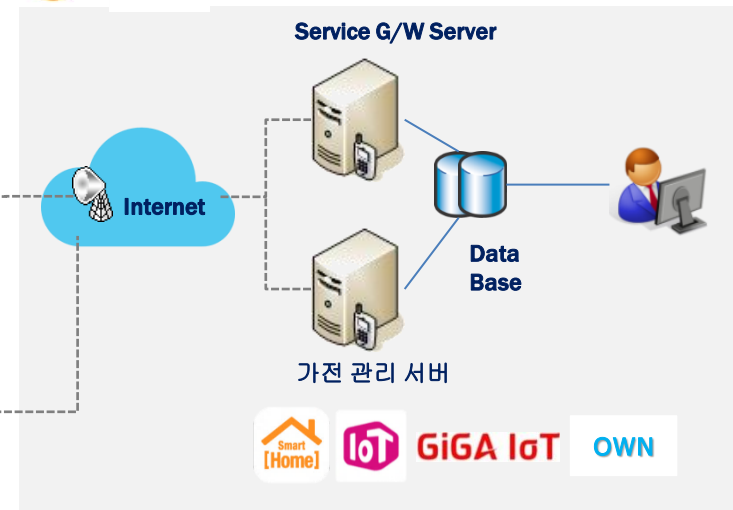 Service G/W Server
Internet
Data
Base
가전 관리 서버
Smart
[Home]
IoT
GiGA IoT
OWN